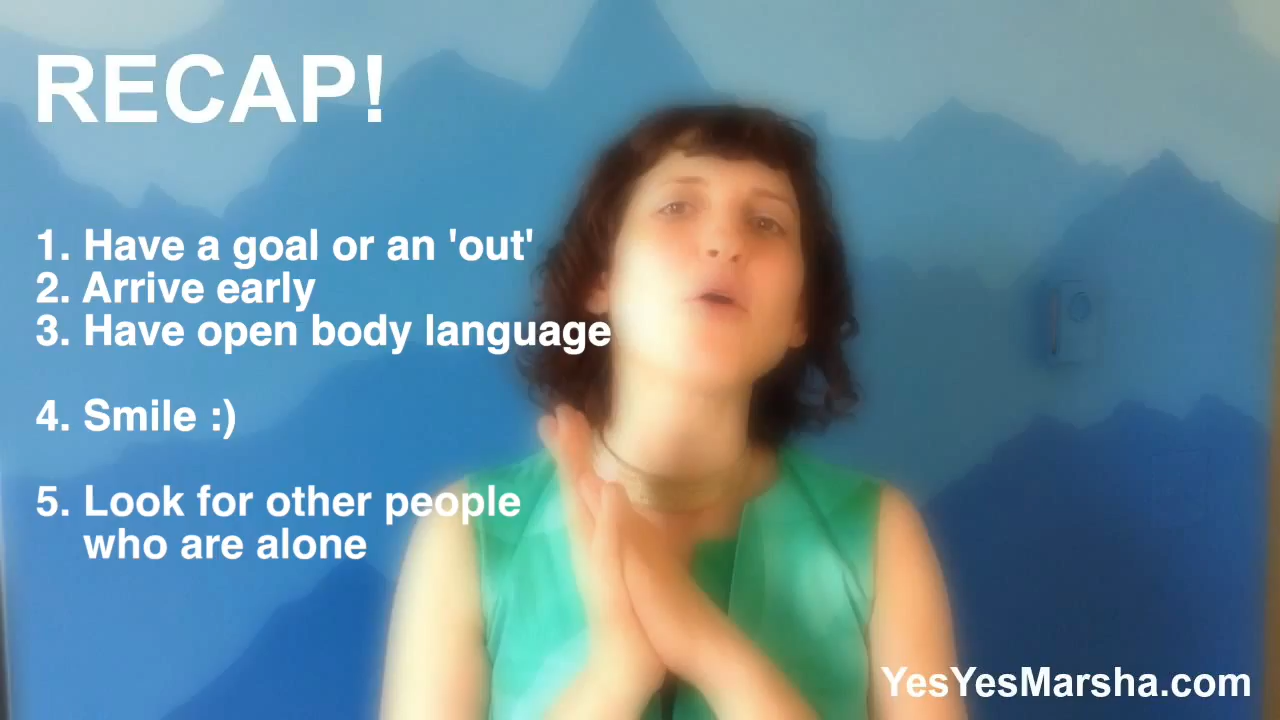 RECAP!
1. Have a goal or an 'out'
2. Arrive early
3. Have open body language
4. Smile :)
5. Look for other people
who are alone
YesYesMarsha.com